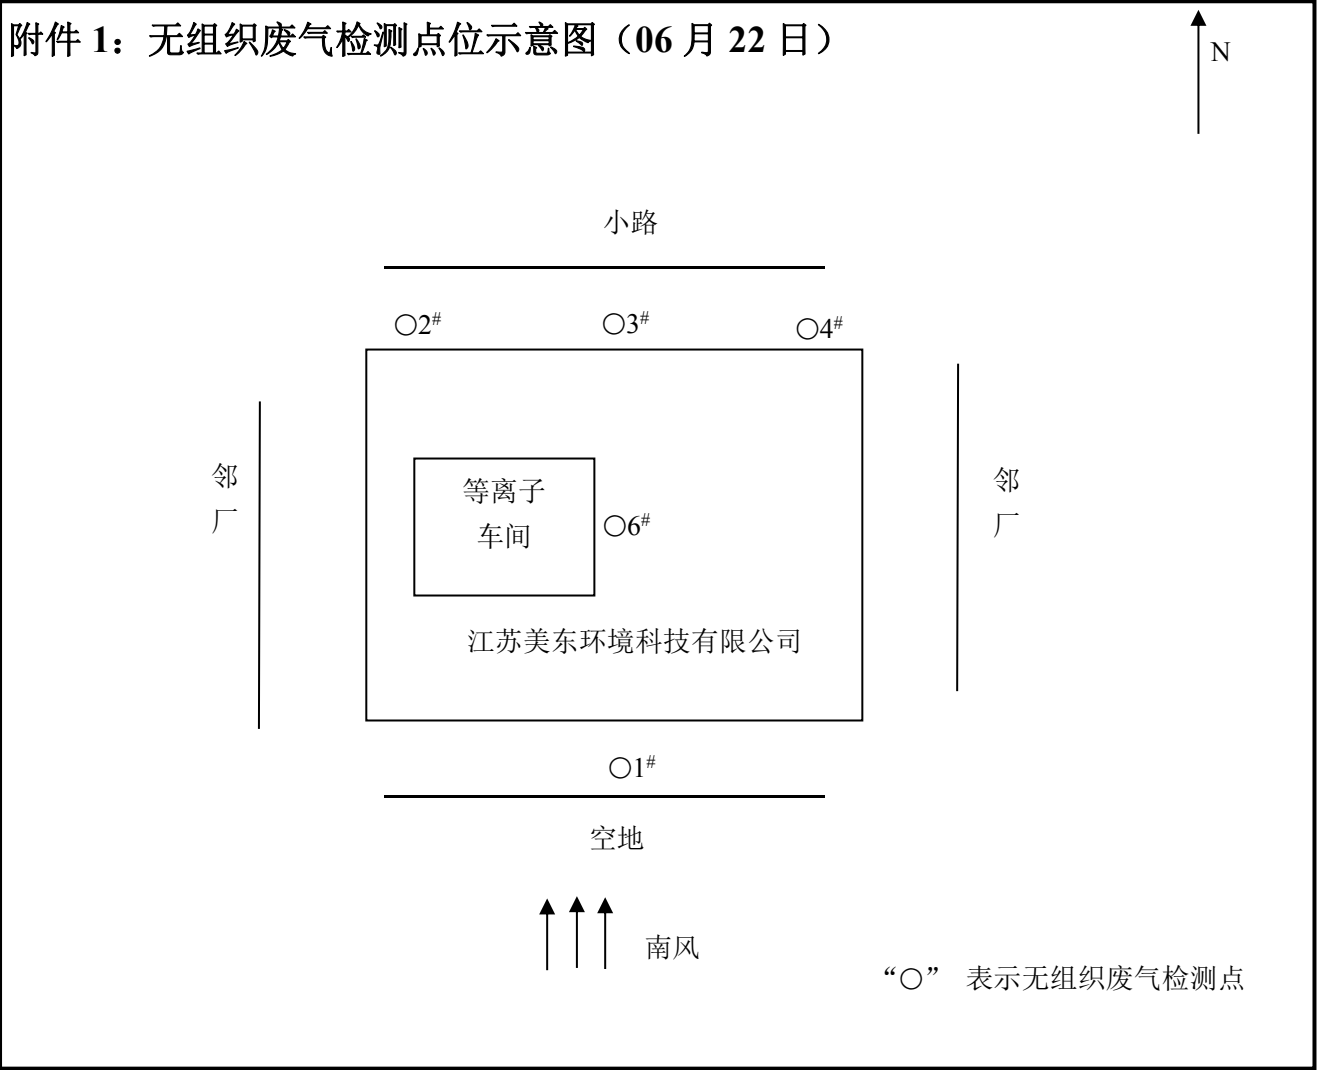 附件 1：无组织废气检测点位示意图（06 月 22 日）
N
小路
○2#
○3#
○4#
邻
厂
等离子
车间
○6#
邻
厂
江苏美东环境科技有限公司
○1#
空地
南风
“○” 表示无组织废气检测点